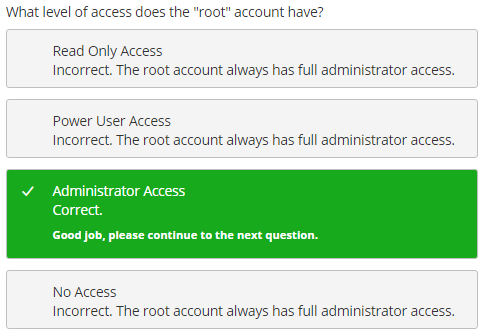 What level of access does the "root" account have?
Read Only Access
Incorrect. The root account always has full administrator access.
Power User Access
Incorrect. The root account always has full administrator access.
Administrator Access
Correct.
Good job, please continue to the next question.
No Access
Incorrect. The root account always has full administrator access.